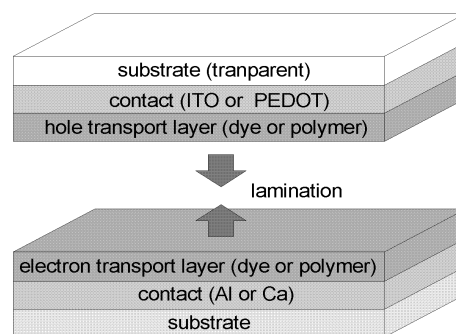 substrate (tranparent)
contact (ITO or PEDOT)
hole transport layer (dye or polymer)
lamination
electron transport layer (dye or polymer)
contact (Al or Ca)
substrate